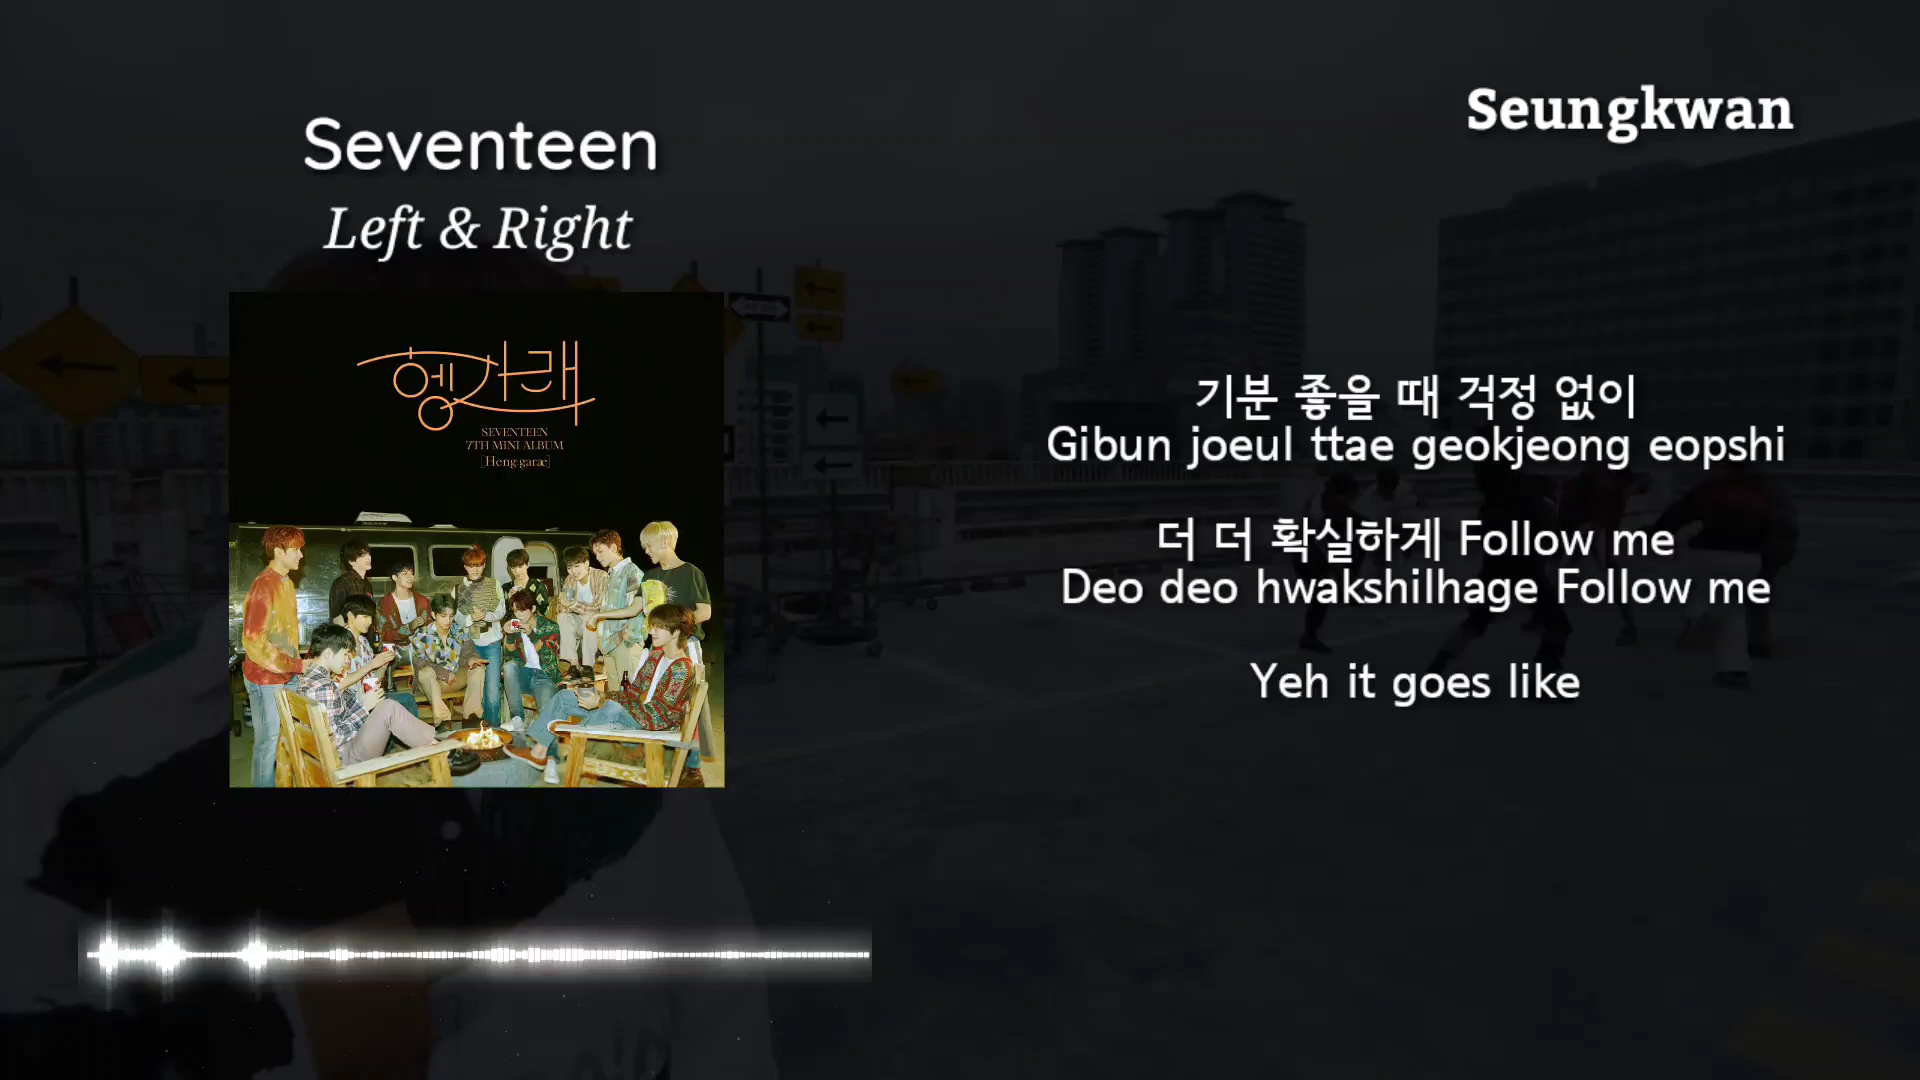 Seventeen
Left & Right
헹가래
SEVENTEEN
7TH MINI ALBUM
[Heng:garæ]
Seungkwan
기분 좋을 때 걱정 없이
Gibun joeul ttae geokjeong eopshi
더 더 확실하게 Follow me
Deo deo hwakshilhage Follow me
Yeh it goes like